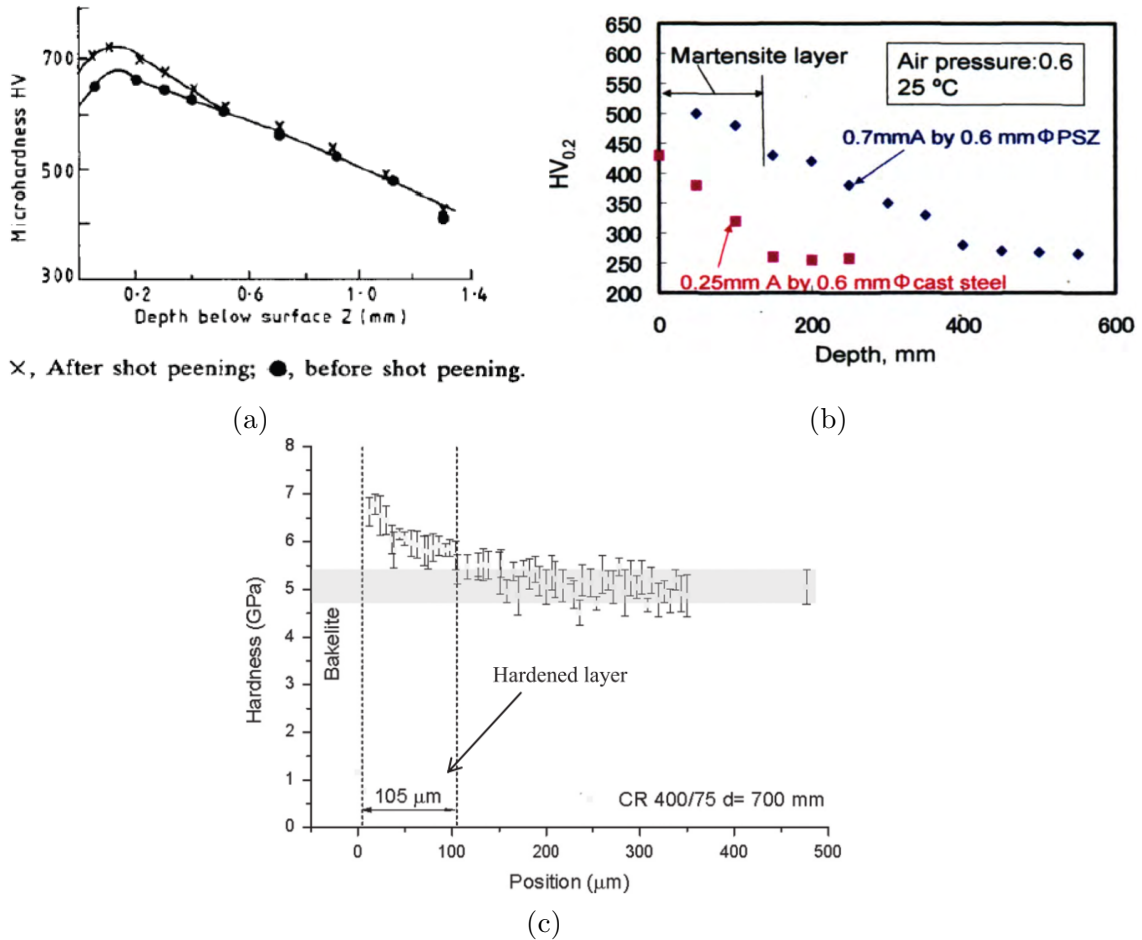 700
500
300
Microhardness HV
0·2
0·6
1·0
1·4
Depth below surface Z (mm)
×, After shot peening; ●, before shot peening.
(a)
650
600
550
500
450
400
350
300
250
200
HV0.2
Martensite layer
Air pressure:0.6
25 ºC
0.7mmA by 0.6 mmΦPSZ
0.25mm A by 0.6 mmΦcast steel
0
200
400
600
Depth, mm
(b)
8
7
6
5
4
3
2
1
0
Hardness (GPa)
Bakelite
Hardened layer
105 μm
CR 400/75 d= 700 mm
0
100
200
300
400
500
Position (μm)
(c)